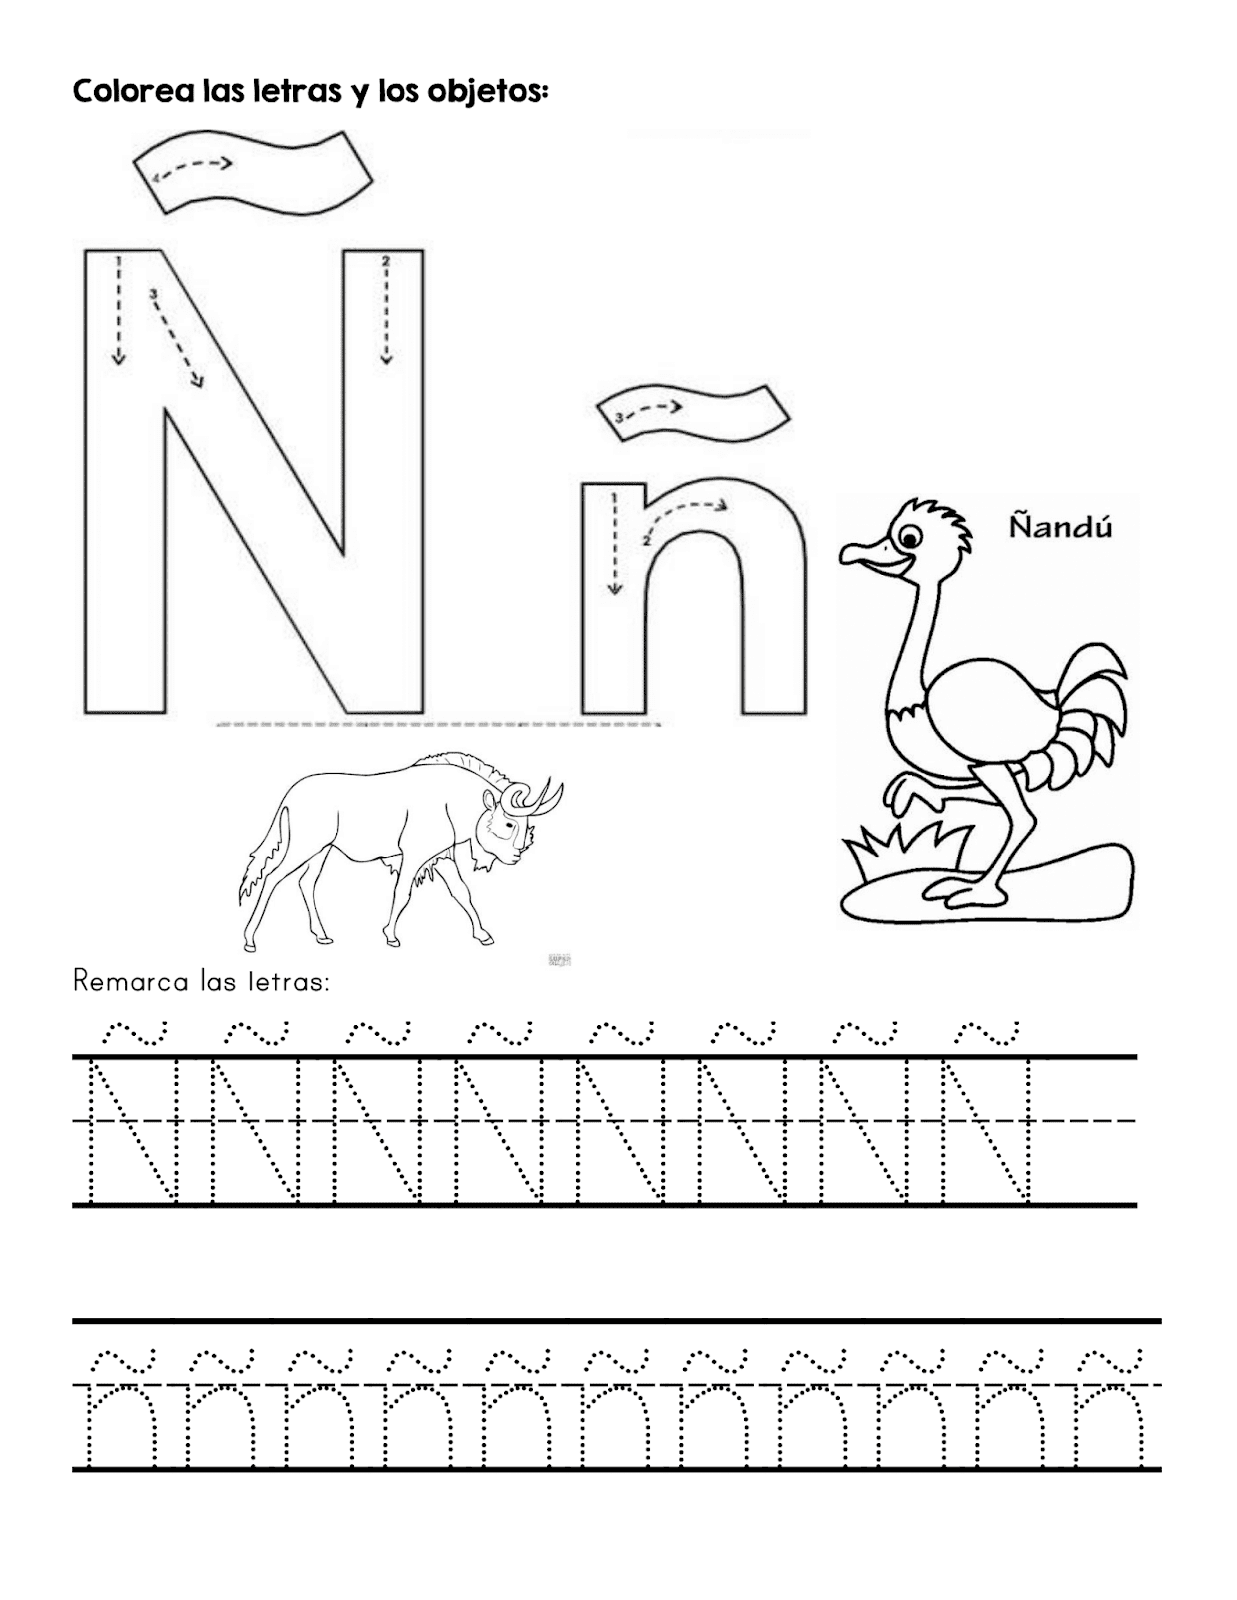 Colorea las letras y los objetos:
1
3
2
Ñ
3
1
2
ñ
Ñandú
Remarca las letras:
Ñ Ñ Ñ Ñ Ñ Ñ Ñ Ñ
ñ ñ ñ ñ ñ ñ ñ ñ ñ ñ ñ